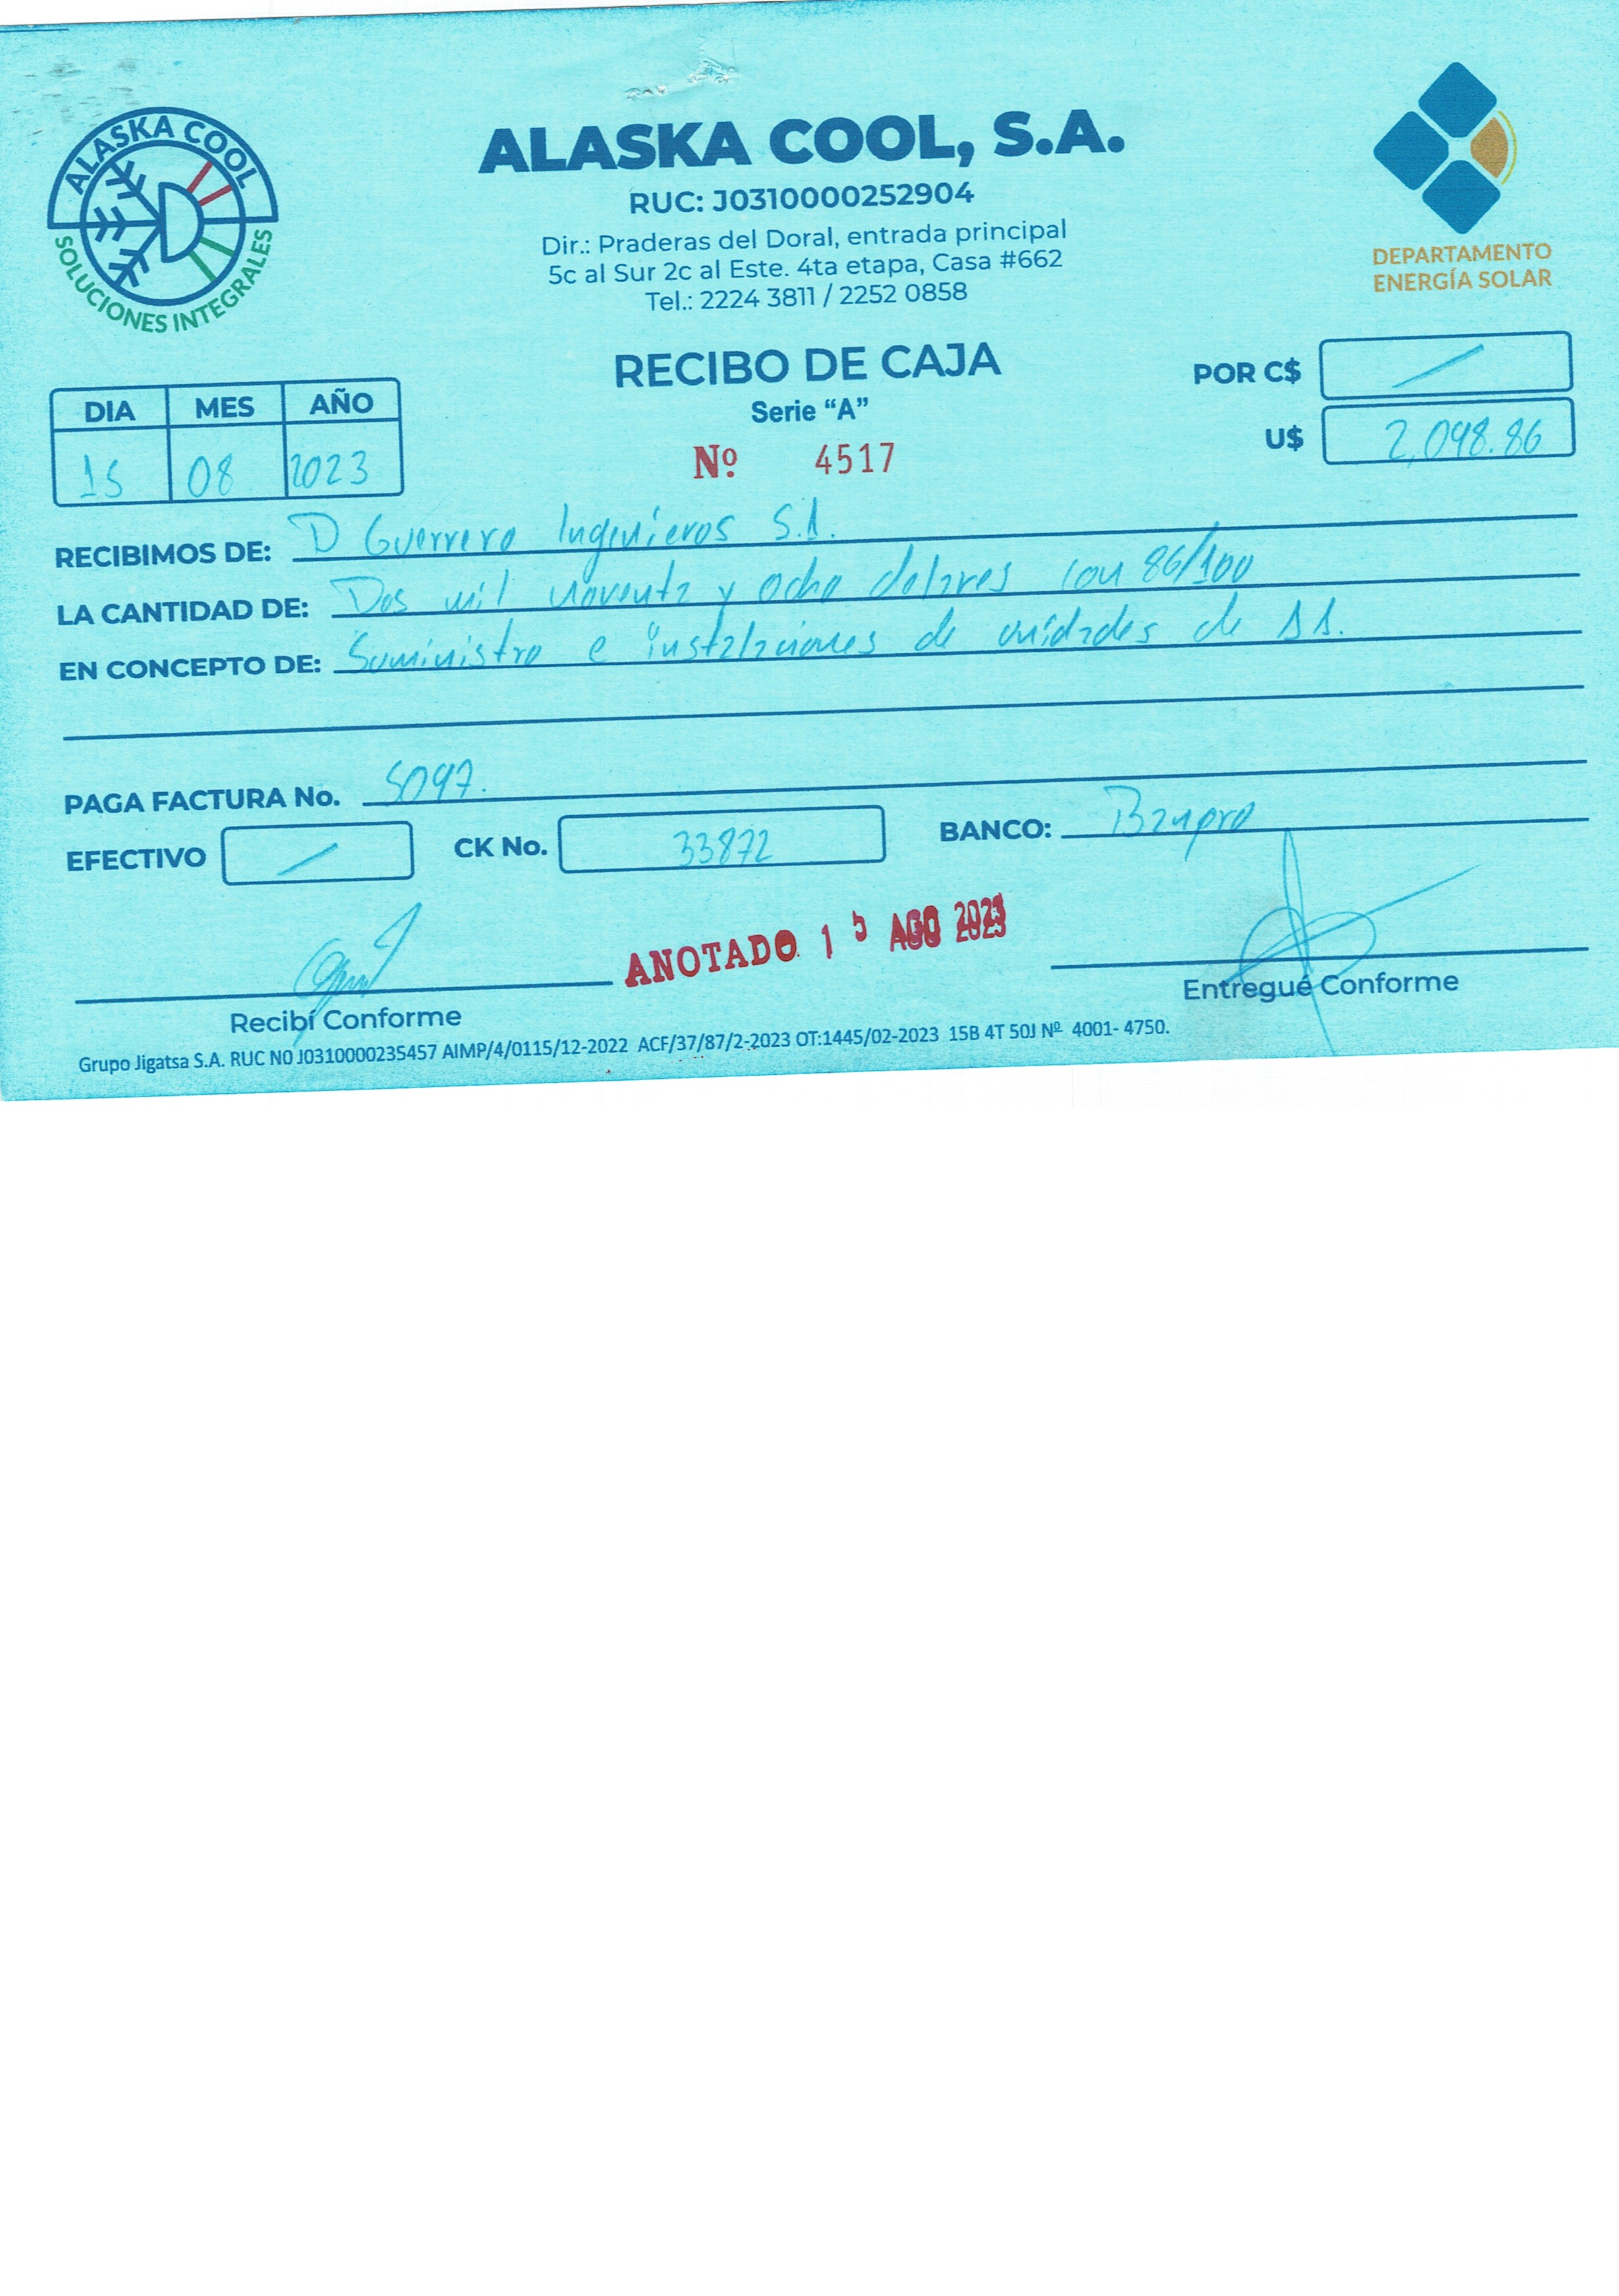 ALASKA COOL
SOLUCIONES INTEGRALES
ALASKA COOL, S.A.
RUC: J0310000252904
Dir.: Praderas del Doral, entrada principal
5c al Sur 2c al Este. 4ta etapa, Casa #662
Tel.: 2224 3811 / 2252 0858
DEPARTAMENTO
ENERGÍA SOLAR
RECIBO DE CAJA
Serie “A”
Nº 4517
POR C$ /
U$ 2,098.86
DIA MES AÑO
15 08 2023
RECIBIMOS DE: D Guerrero Ingenieros S.A.
LA CANTIDAD DE: Dos mil noventa y ocho dolares con 86/100
EN CONCEPTO DE: Suministro e instalaciones de unidades de AA.
PAGA FACTURA No. 5097.
EFECTIVO / CK No. 33872 BANCO: Banpro
ANOTADO 15 AGO 2023
Recibí Conforme
Entregué Conforme
Grupo Jigatsa S.A. RUC N0 J0310000235457 AIMP/4/0115/12-2022 ACF/37/87/2-2023 OT:1445/02-2023 15B 4T 50J Nº 4001- 4750.